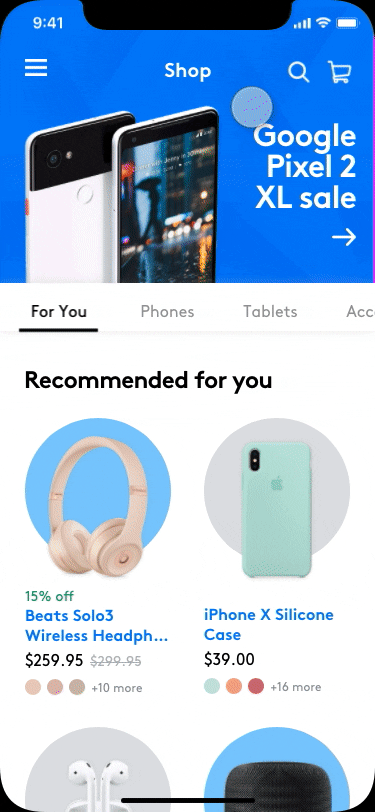 9:41
Shop
Google
Pixel 2
XL sale
For You
Phones
Tablets
Acc
Recommended for you
15% off
Beats Solo3
Wireless Headph...
$259.95 $299.95
+10 more
iPhone X Silicone
Case
$39.00
+16 more